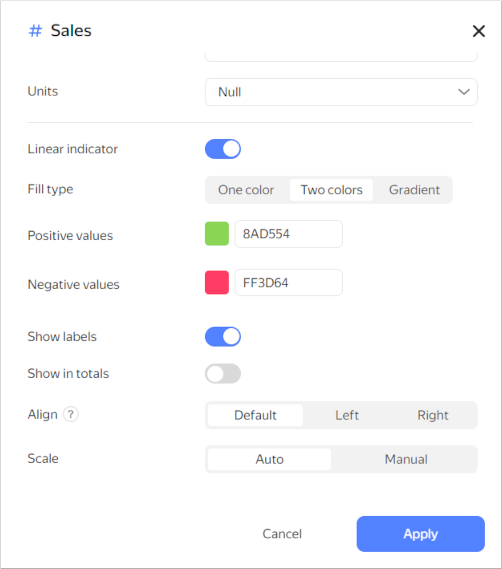 # Sales
Units
Null
Linear indicator
Fill type
One color
Two colors
Gradient
Positive values
8AD554
Negative values
FF3D64
Show labels
Show in totals
Align ?
Default
Left
Right
Scale
Auto
Manual
Cancel
Apply